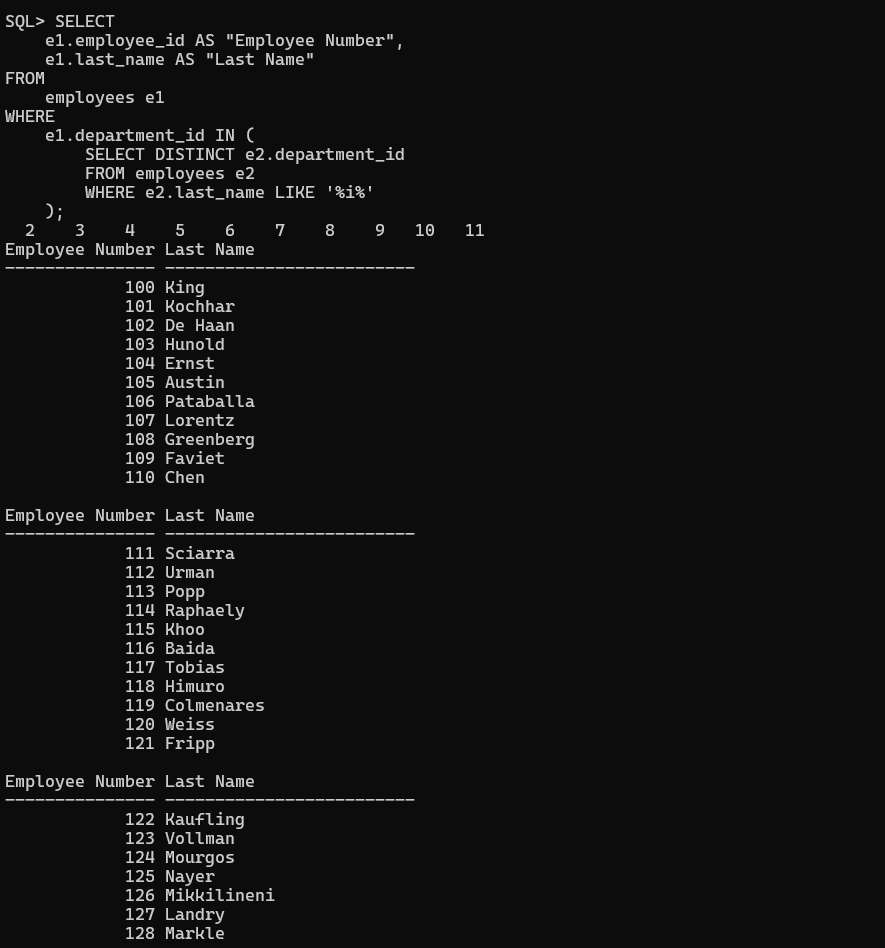 SQL> SELECT
    e1.employee_id AS "Employee Number",
    e1.last_name AS "Last Name"
FROM
    employees e1
WHERE
    e1.department_id IN (
        SELECT DISTINCT e2.department_id
        FROM employees e2
        WHERE e2.last_name LIKE '%i%'
    );
  2    3    4    5    6    7    8    9   10   11
Employee Number Last Name
--------------- -------------------------
            100 King
            101 Kochhar
            102 De Haan
            103 Hunold
            104 Ernst
            105 Austin
            106 Pataballa
            107 Lorentz
            108 Greenberg
            109 Faviet
            110 Chen

Employee Number Last Name
--------------- -------------------------
            111 Sciarra
            112 Urman
            113 Popp
            114 Raphaely
            115 Khoo
            116 Baida
            117 Tobias
            118 Himuro
            119 Colmenares
            120 Weiss
            121 Fripp

Employee Number Last Name
--------------- -------------------------
            122 Kaufling
            123 Vollman
            124 Mourgos
            125 Nayer
            126 Mikkilineni
            127 Landry
            128 Markle